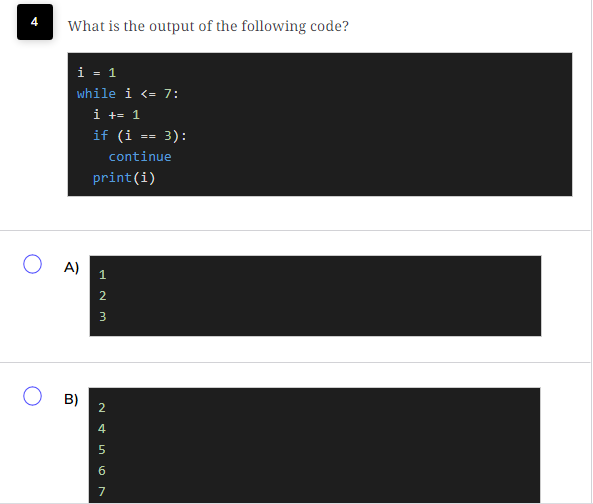 4
What is the output of the following code?
i = 1
while i <= 7:
  i += 1
  if (i == 3):
    continue
  print(i)
A)
1
2
3
B)
2
4
5
6
7